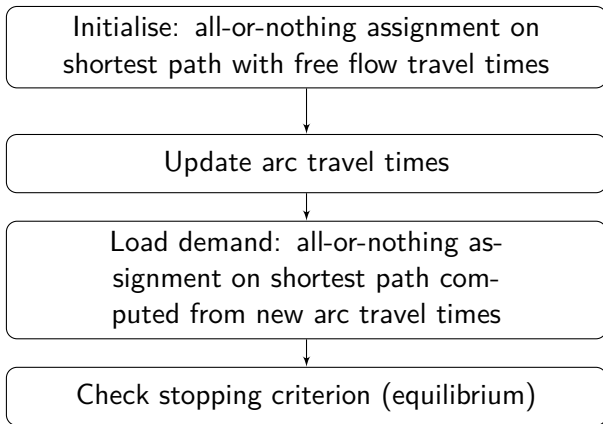 Initialise: all-or-nothing assignment on
shortest path with free flow travel times
Update arc travel times
Load demand: all-or-nothing as-
signment on shortest path com-
puted from new arc travel times
Check stopping criterion (equilibrium)